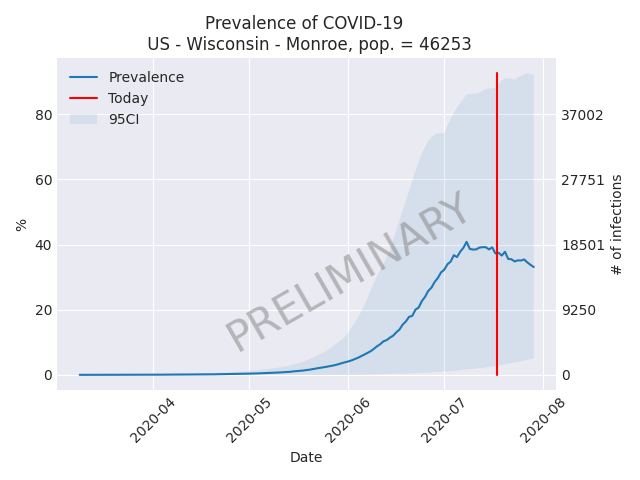 Prevalence of COVID-19
US - Wisconsin - Monroe, pop. = 46253
Prevalence
Today
95CI
80
60
40
20
0
%
37002
27751
18501
9250
0
# of infections
PRELIMINARY
2020-04
2020-05
2020-06
2020-07
2020-08
Date